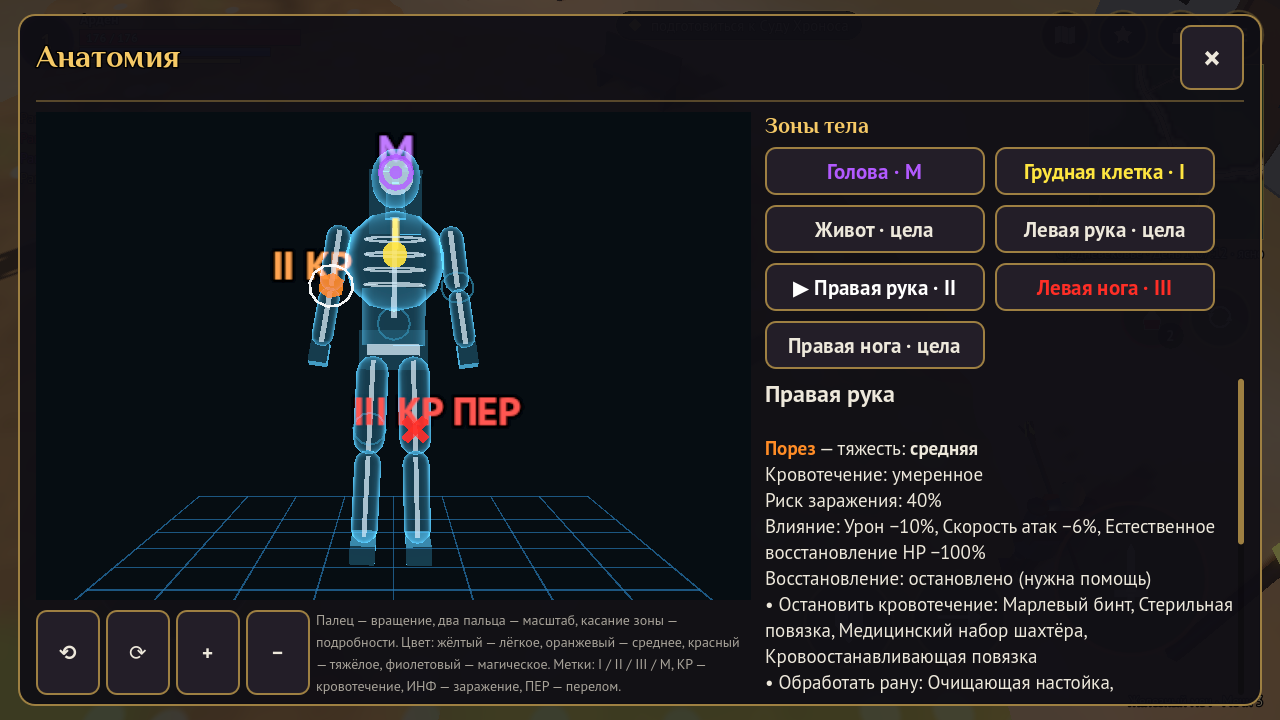 Анатомия
×
M
II КР
III КР ПЕР
Зоны тела
Голова · M
Грудная клетка · I
Живот · цела
Левая рука · цела
▶ Правая рука · II
Левая нога · III
Правая нога · цела
Правая рука
Порез — тяжесть: средняя
Кровотечение: умеренное
Риск заражения: 40%
Влияние: Урон −10%, Скорость атак −6%, Естественное
восстановление HP −100%
Восстановление: остановлено (нужна помощь)
• Остановить кровотечение: Марлевый бинт, Стерильная
повязка, Медицинский набор шахтёра,
Кровоостанавливающая повязка
• Обработать рану: Очищающая настойка,
⟲
⟳
+
−
Палец — вращение, два пальца — масштаб, касание зоны —
подробности. Цвет: жёлтый — лёгкое, оранжевый — среднее, красный
— тяжёлое, фиолетовый — магическое. Метки: I / II / III / M, КР —
кровотечение, ИНФ — заражение, ПЕР — перелом.